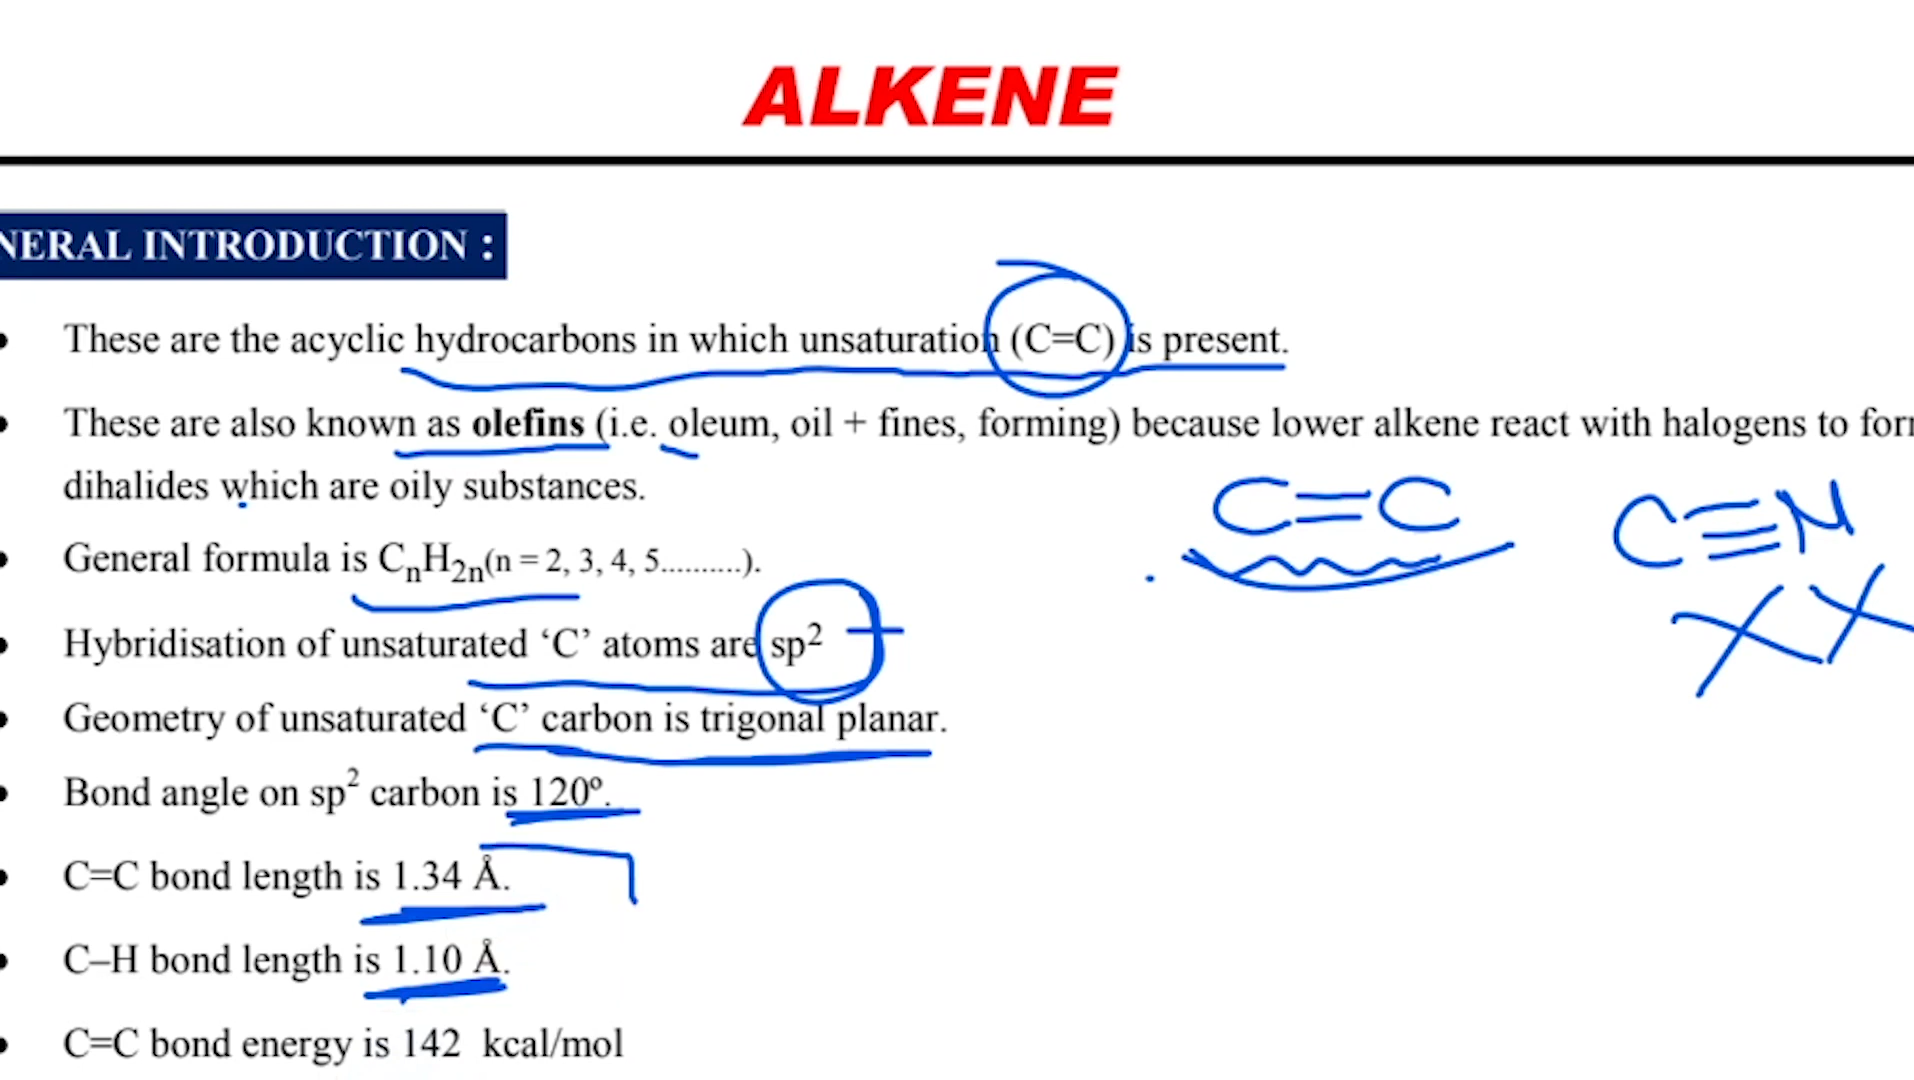 ALKENE
NERAL INTRODUCTION :
These are the acyclic hydrocarbons in which unsaturation (C=C) is present.
These are also known as olefins (i.e. oleum, oil + fines, forming) because lower alkene react with halogens to for
dihalides which are oily substances.
C=C C≡N
General formula is CₙH₂ₙ(n = 2, 3, 4, 5..........).
Hybridisation of unsaturated ‘C’ atoms are sp²
Geometry of unsaturated ‘C’ carbon is trigonal planar.
Bond angle on sp² carbon is 120º.
C=C bond length is 1.34 Å.
C–H bond length is 1.10 Å.
C=C bond energy is 142 kcal/mol